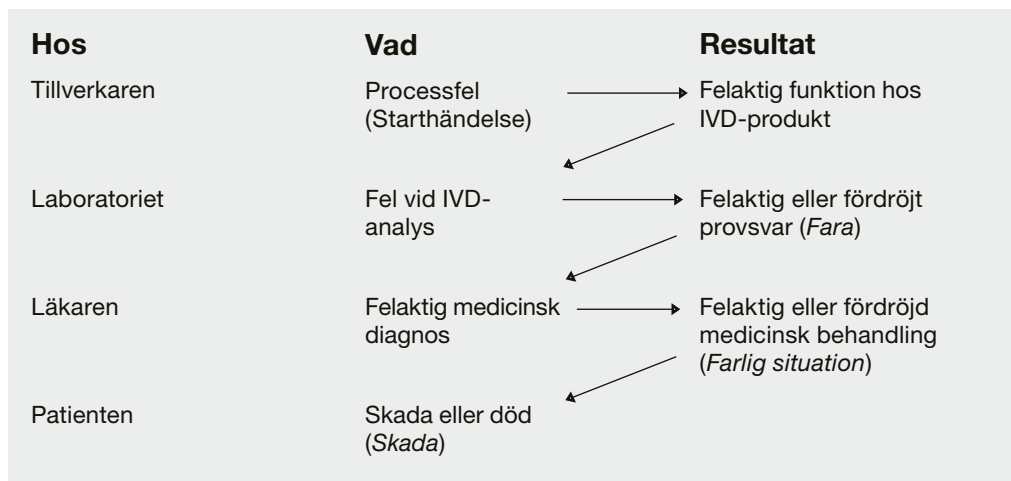 Hos Vad Resultat
Tillverkaren Processfel Felaktig funktion hos
(Starthändelse) IVD-produkt
Laboratoriet Fel vid IVD- Felaktig eller fördröjt
analys provsvar (Fara)
Läkaren Felaktig medicinsk Felaktig eller fördröjd
diagnos medicinsk behandling
(Farlig situation)
Patienten Skada eller död
(Skada)